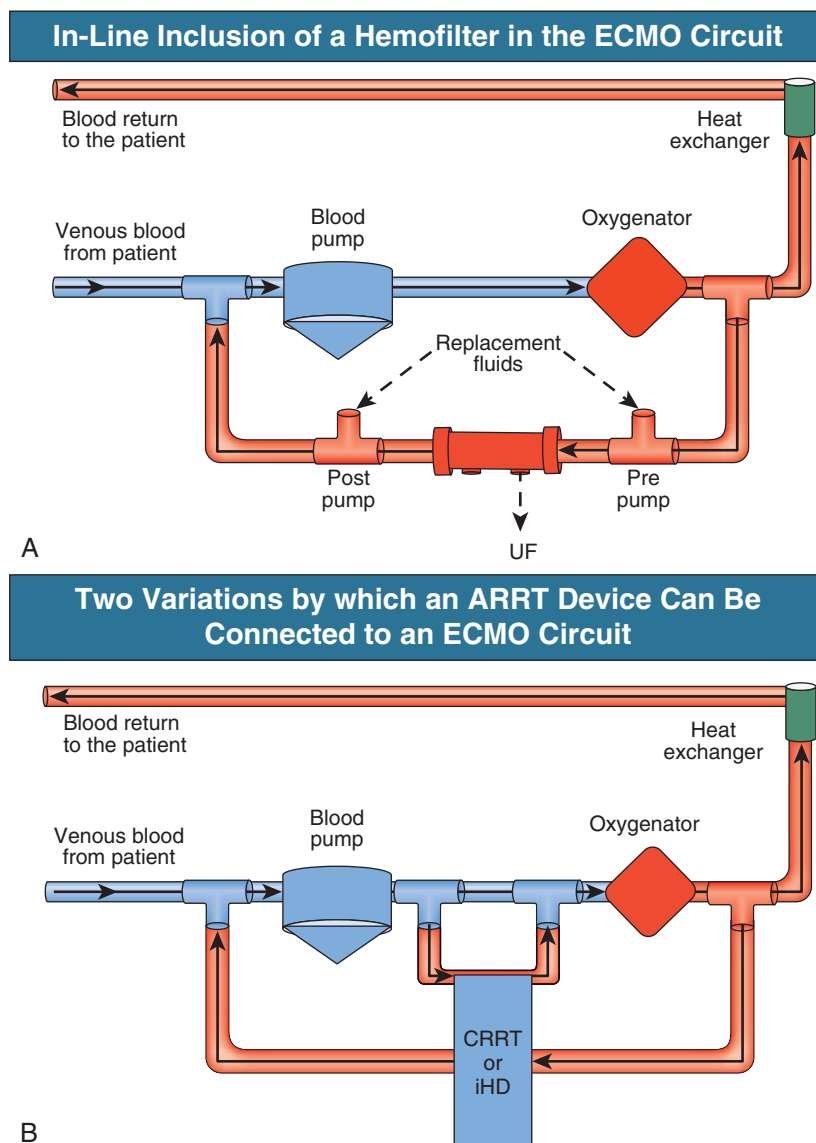 In-Line Inclusion of a Hemofilter in the ECMO Circuit
Blood return
to the patient
Heat
exchanger
Venous blood
from patient
Blood
pump
Oxygenator
Replacement
fluids
Post
pump
Pre
pump
UF
A
Two Variations by which an ARRT Device Can Be
Connected to an ECMO Circuit
Blood return
to the patient
Heat
exchanger
Venous blood
from patient
Blood
pump
Oxygenator
CRRT
or
iHD
B